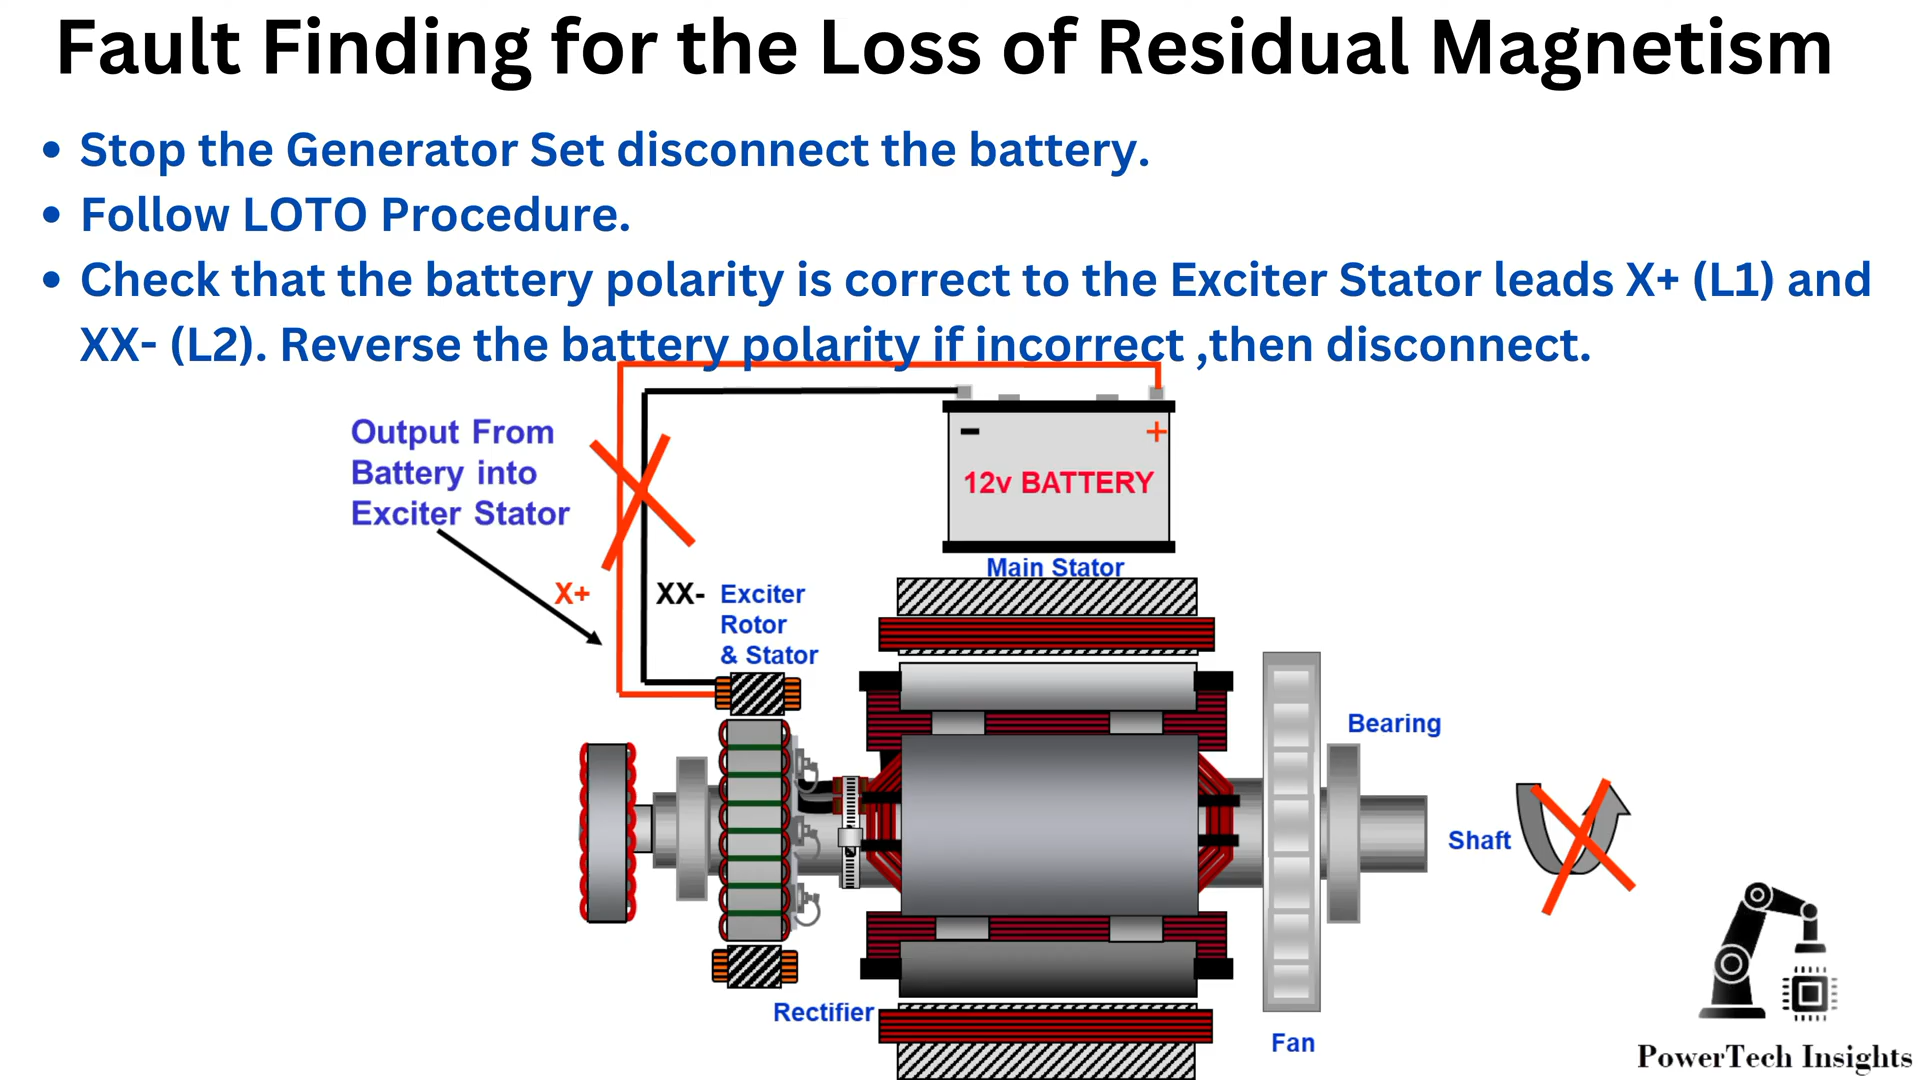 Fault Finding for the Loss of Residual Magnetism
• Stop the Generator Set disconnect the battery.
• Follow LOTO Procedure.
• Check that the battery polarity is correct to the Exciter Stator leads X+ (L1) and
XX- (L2). Reverse the battery polarity if incorrect ,then disconnect.
Output From
Battery into
Exciter Stator
- +
12v BATTERY
Main Stator
X+
XX-
Exciter
Rotor
& Stator
Bearing
Shaft
Rectifier
Fan
PowerTech Insights